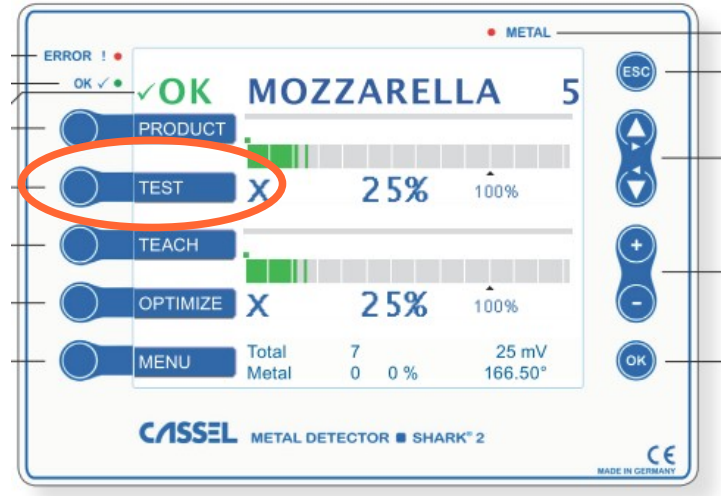 METAL
ERROR !
OK ✓
ESC
✓OK MOZZARELLA 5
PRODUCT
TEST
X 25% 100%
TEACH
+
OPTIMIZE
X 25% 100%
-
MENU
Total 7 25 mV
Metal 0 0 % 166.50°
OK
CASSEL METAL DETECTOR ■ SHARK® 2
CE
MADE IN GERMANY